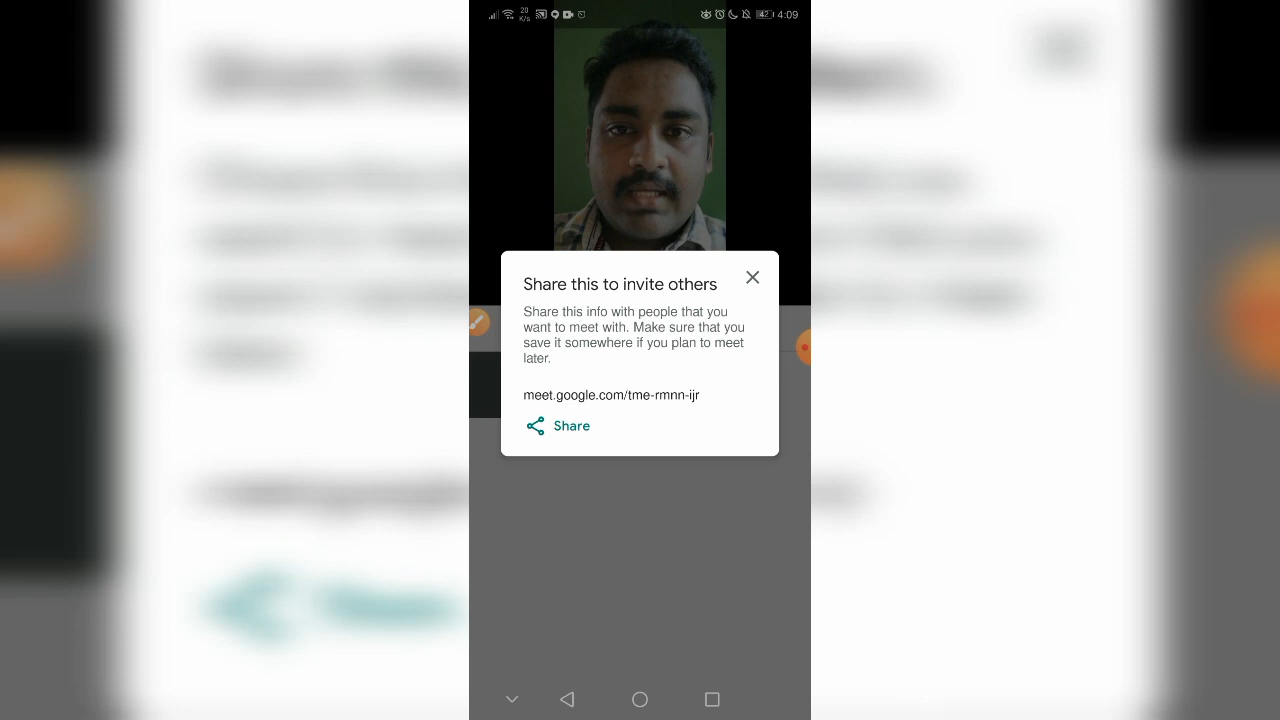 20
K/s
42 4:09
Share this to invite others
Share this info with people that you
want to meet with. Make sure that you
save it somewhere if you plan to meet
later.
meet.google.com/tme-rmnn-ijr
Share